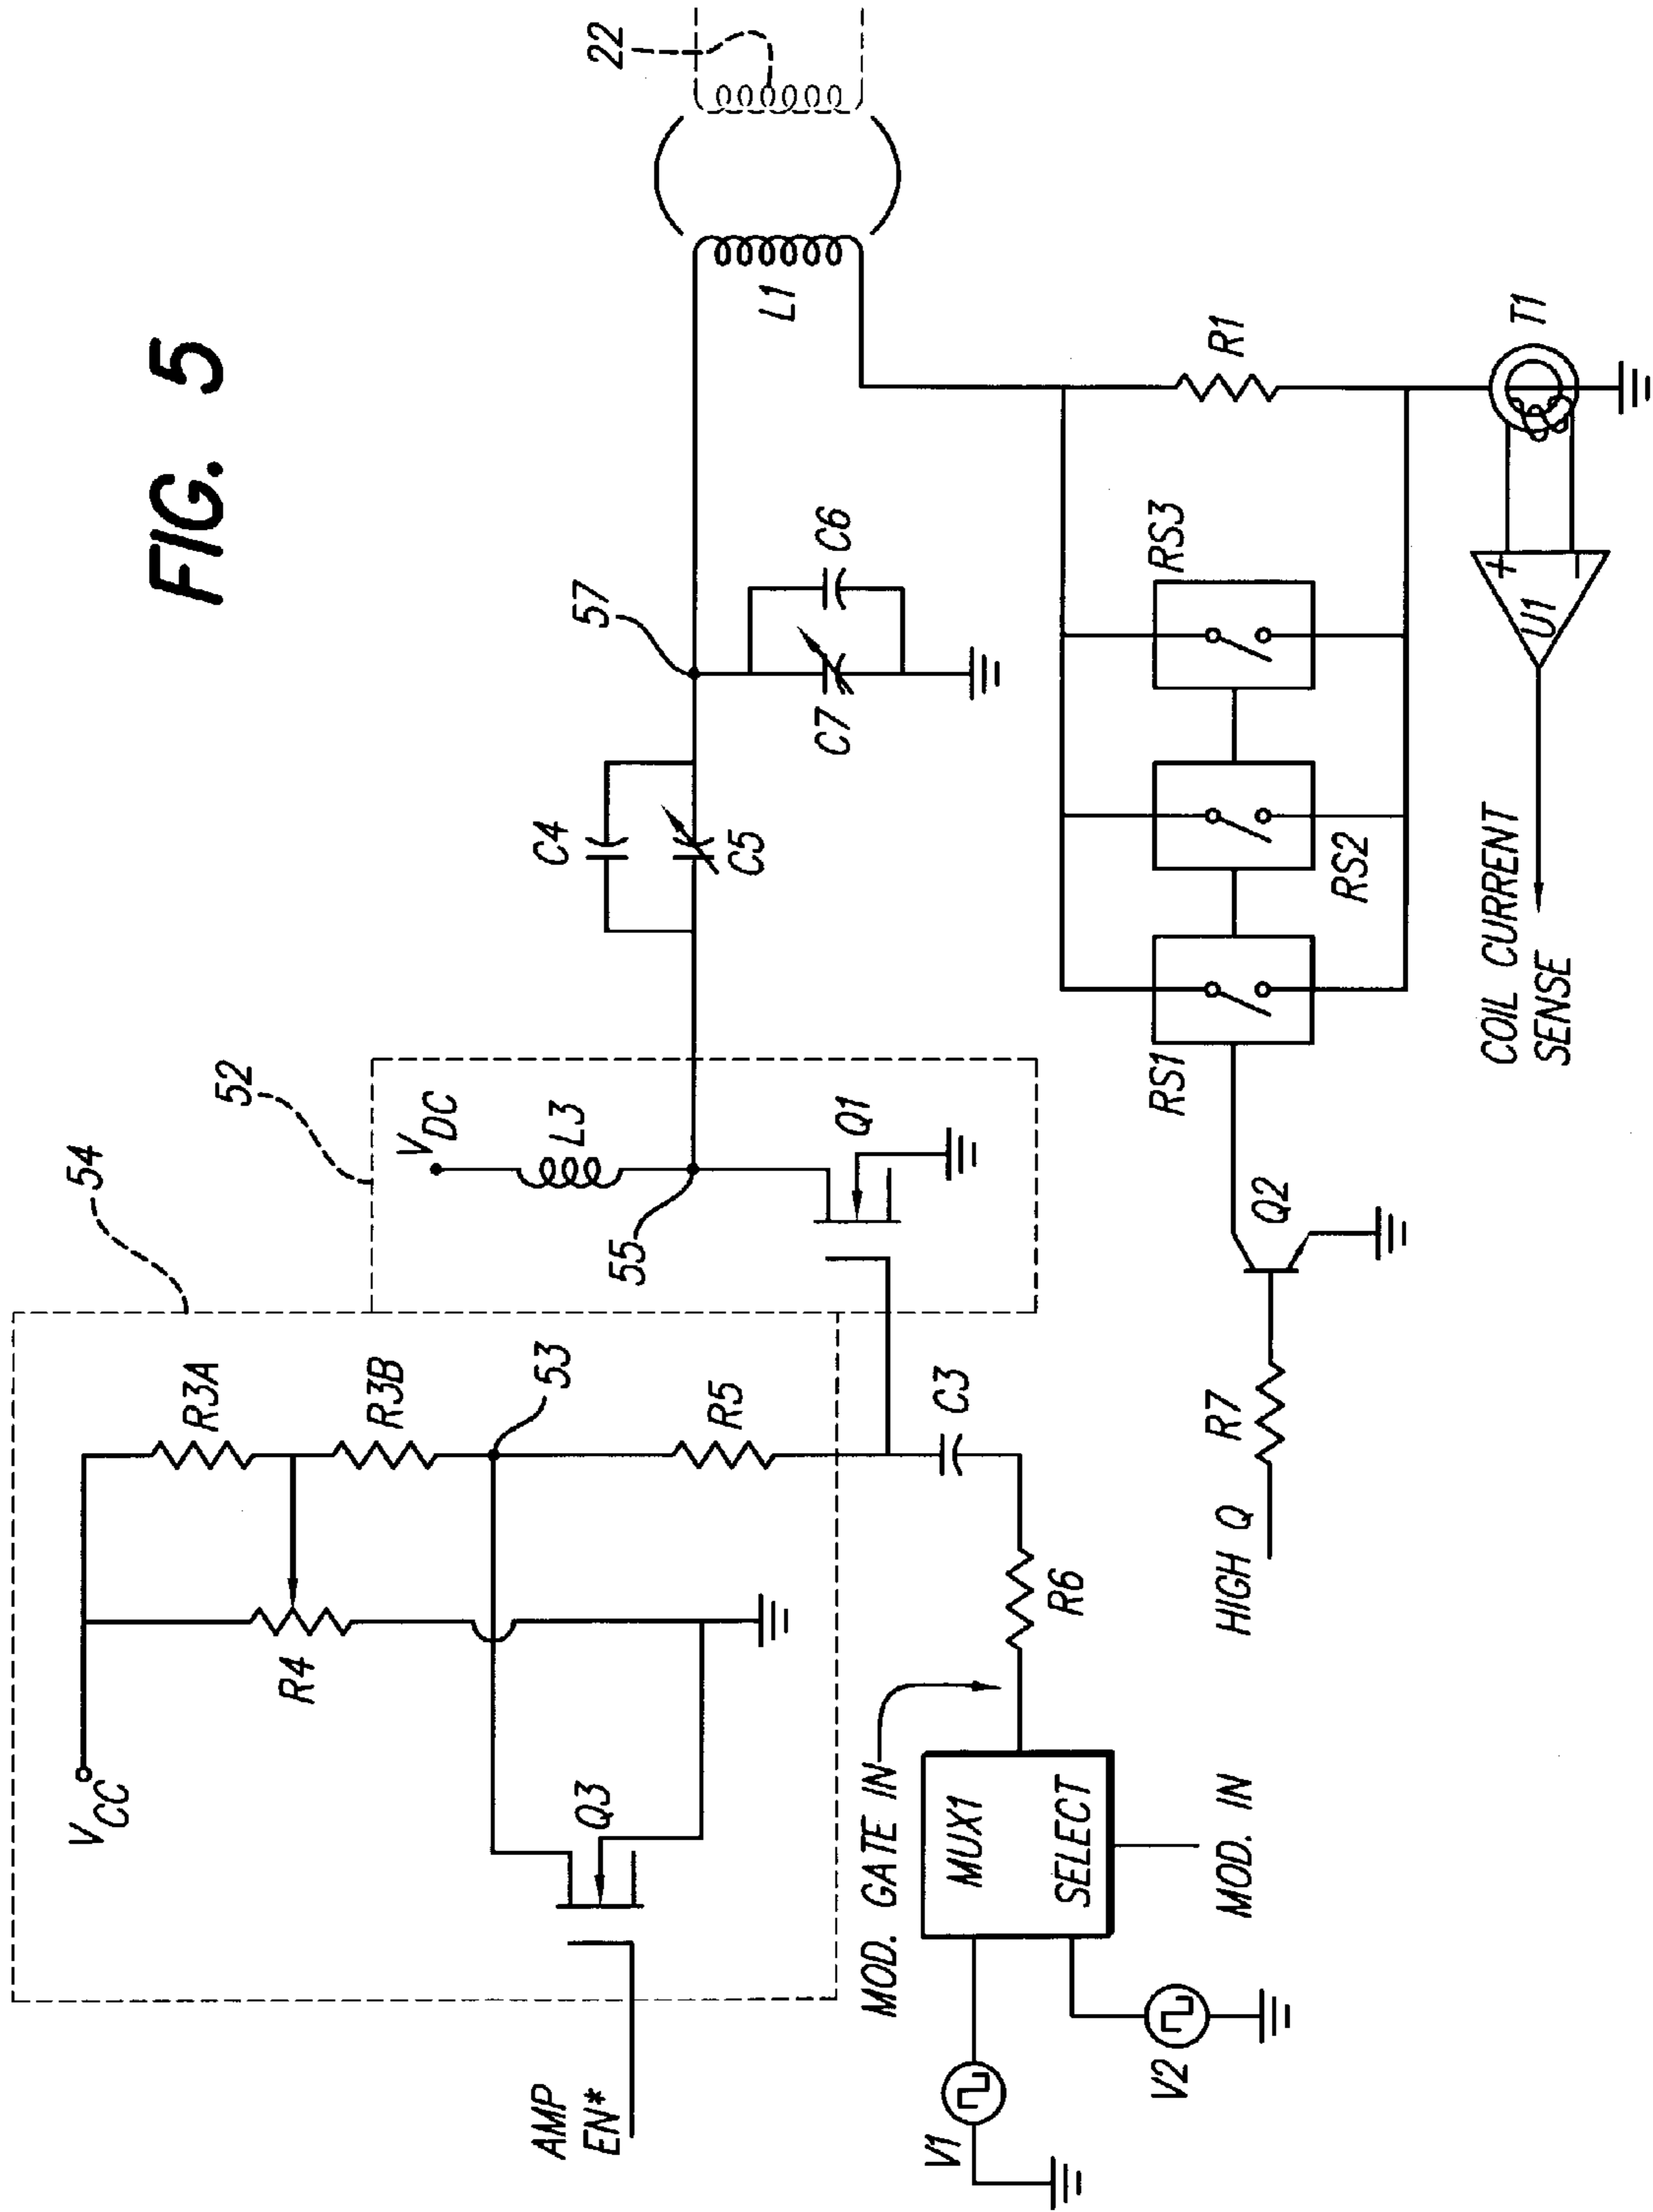 FIG. 5
54
52
VCC
R3A
R4
R3B
53
Q3
R5
AMP
EN*
VDC
L3
55
Q1
C4
C5
57
C7
C6
L1
22
C3
R6
MOD. GATE IN
MUX1
SELECT
MOD. IN
V1
V2
HIGH Q
R7
Q2
RS1
RS2
RS3
R1
T1
+
U1
−
COIL CURRENT
SENSE